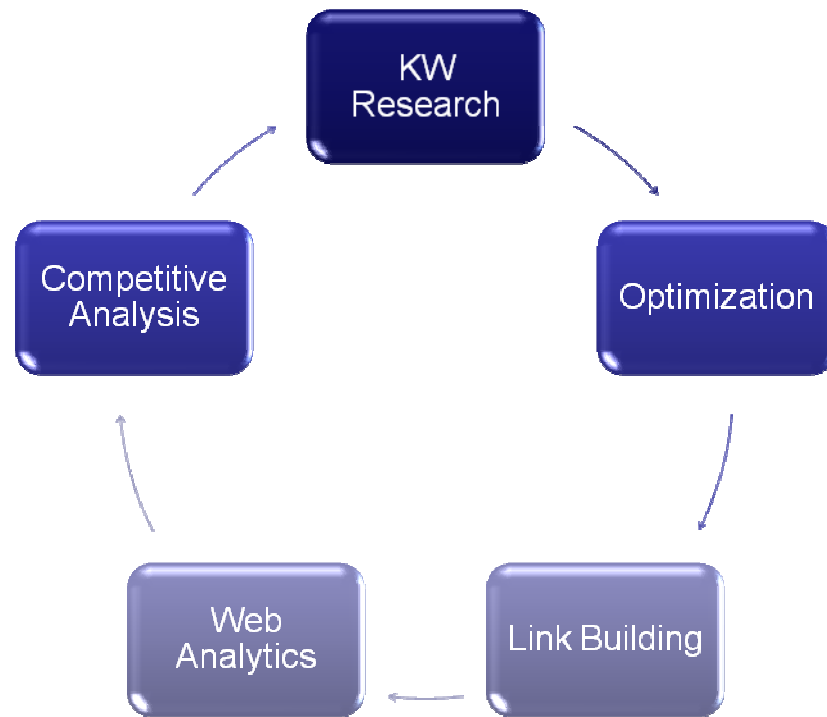 KW
Research
Optimization
Link Building
Web
Analytics
Competitive
Analysis